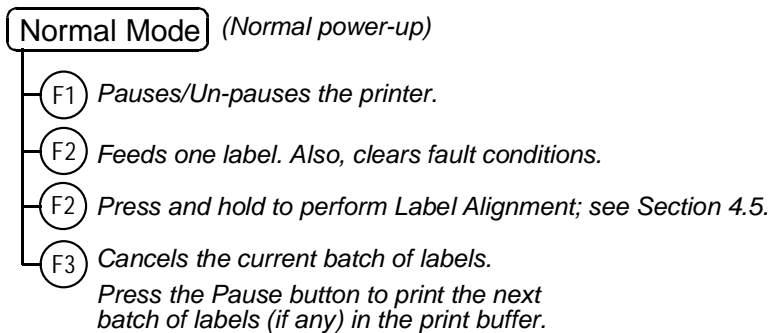 Normal Mode (Normal power-up)
F1 Pauses/Un-pauses the printer.
F2 Feeds one label. Also, clears fault conditions.
F2 Press and hold to perform Label Alignment; see Section 4.5.
F3 Cancels the current batch of labels.
Press the Pause button to print the next
batch of labels (if any) in the print buffer.